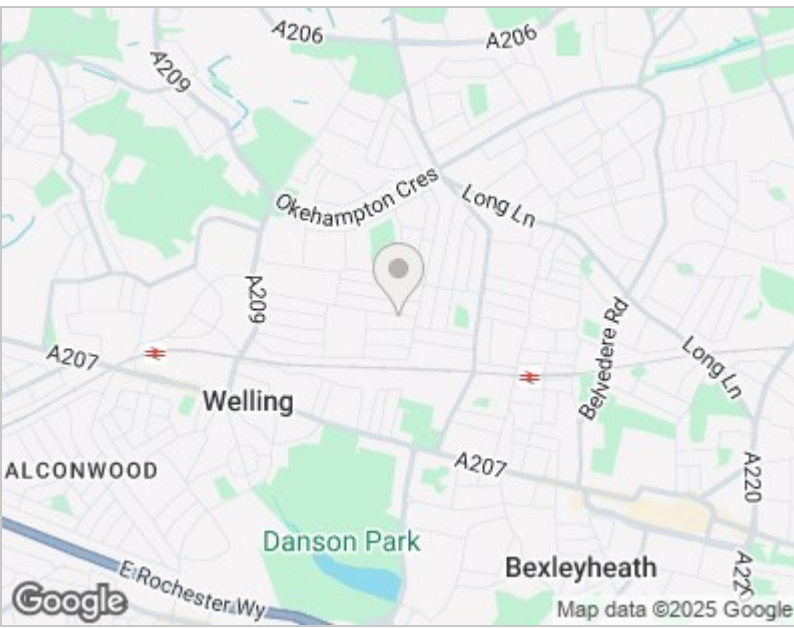 A206
A206
A209
Okehampton Cres
Long Ln
A209
Belvedere Rd
A207
Long Ln
Welling
A207
ALCONWOOD
A220
Danson Park
Bexleyheath
E Rochester Wy
Google
Map data ©2025 Google